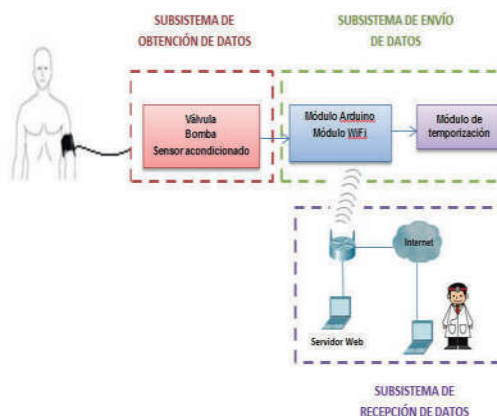 SUBSISTEMA DE
OBTENCIÓN DE DATOS
SUBSISTEMA DE ENVÍO
DE DATOS
Válvula
Bomba
Sensor acondicionado
Módulo Arduino
Módulo WiFi
Módulo de
temporización
Internet
Servidor Web
SUBSISTEMA DE
RECEPCIÓN DE DATOS